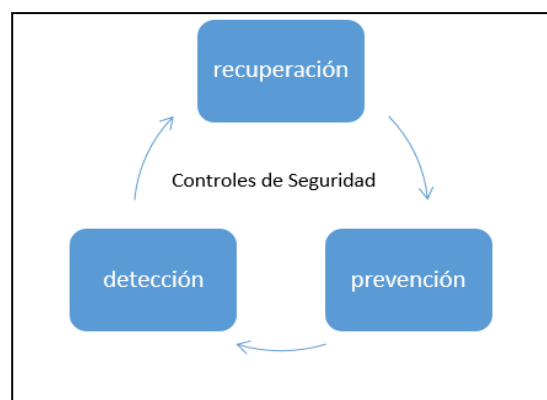 recuperación
Controles de Seguridad
detección
prevención